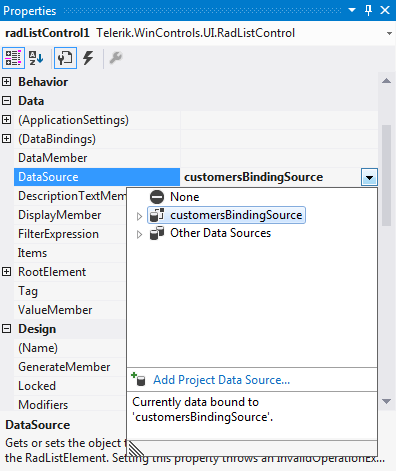 Properties
radListControl1 Telerik.WinControls.UI.RadListControl
Behavior
Data
(ApplicationSettings)
(DataBindings)
DataMember
DataSource customersBindingSource
DescriptionTextMem
None
DisplayMember
customersBindingSource
FilterExpression
Other Data Sources
Items
RootElement
Tag
ValueMember
Design
(Name)
GenerateMember
Add Project Data Source...
Locked
Currently data bound to
Modifiers
'customersBindingSource'.
DataSource
Gets or sets the object t
the RadListElement. Setting this property throws an InvalidOperationEx...